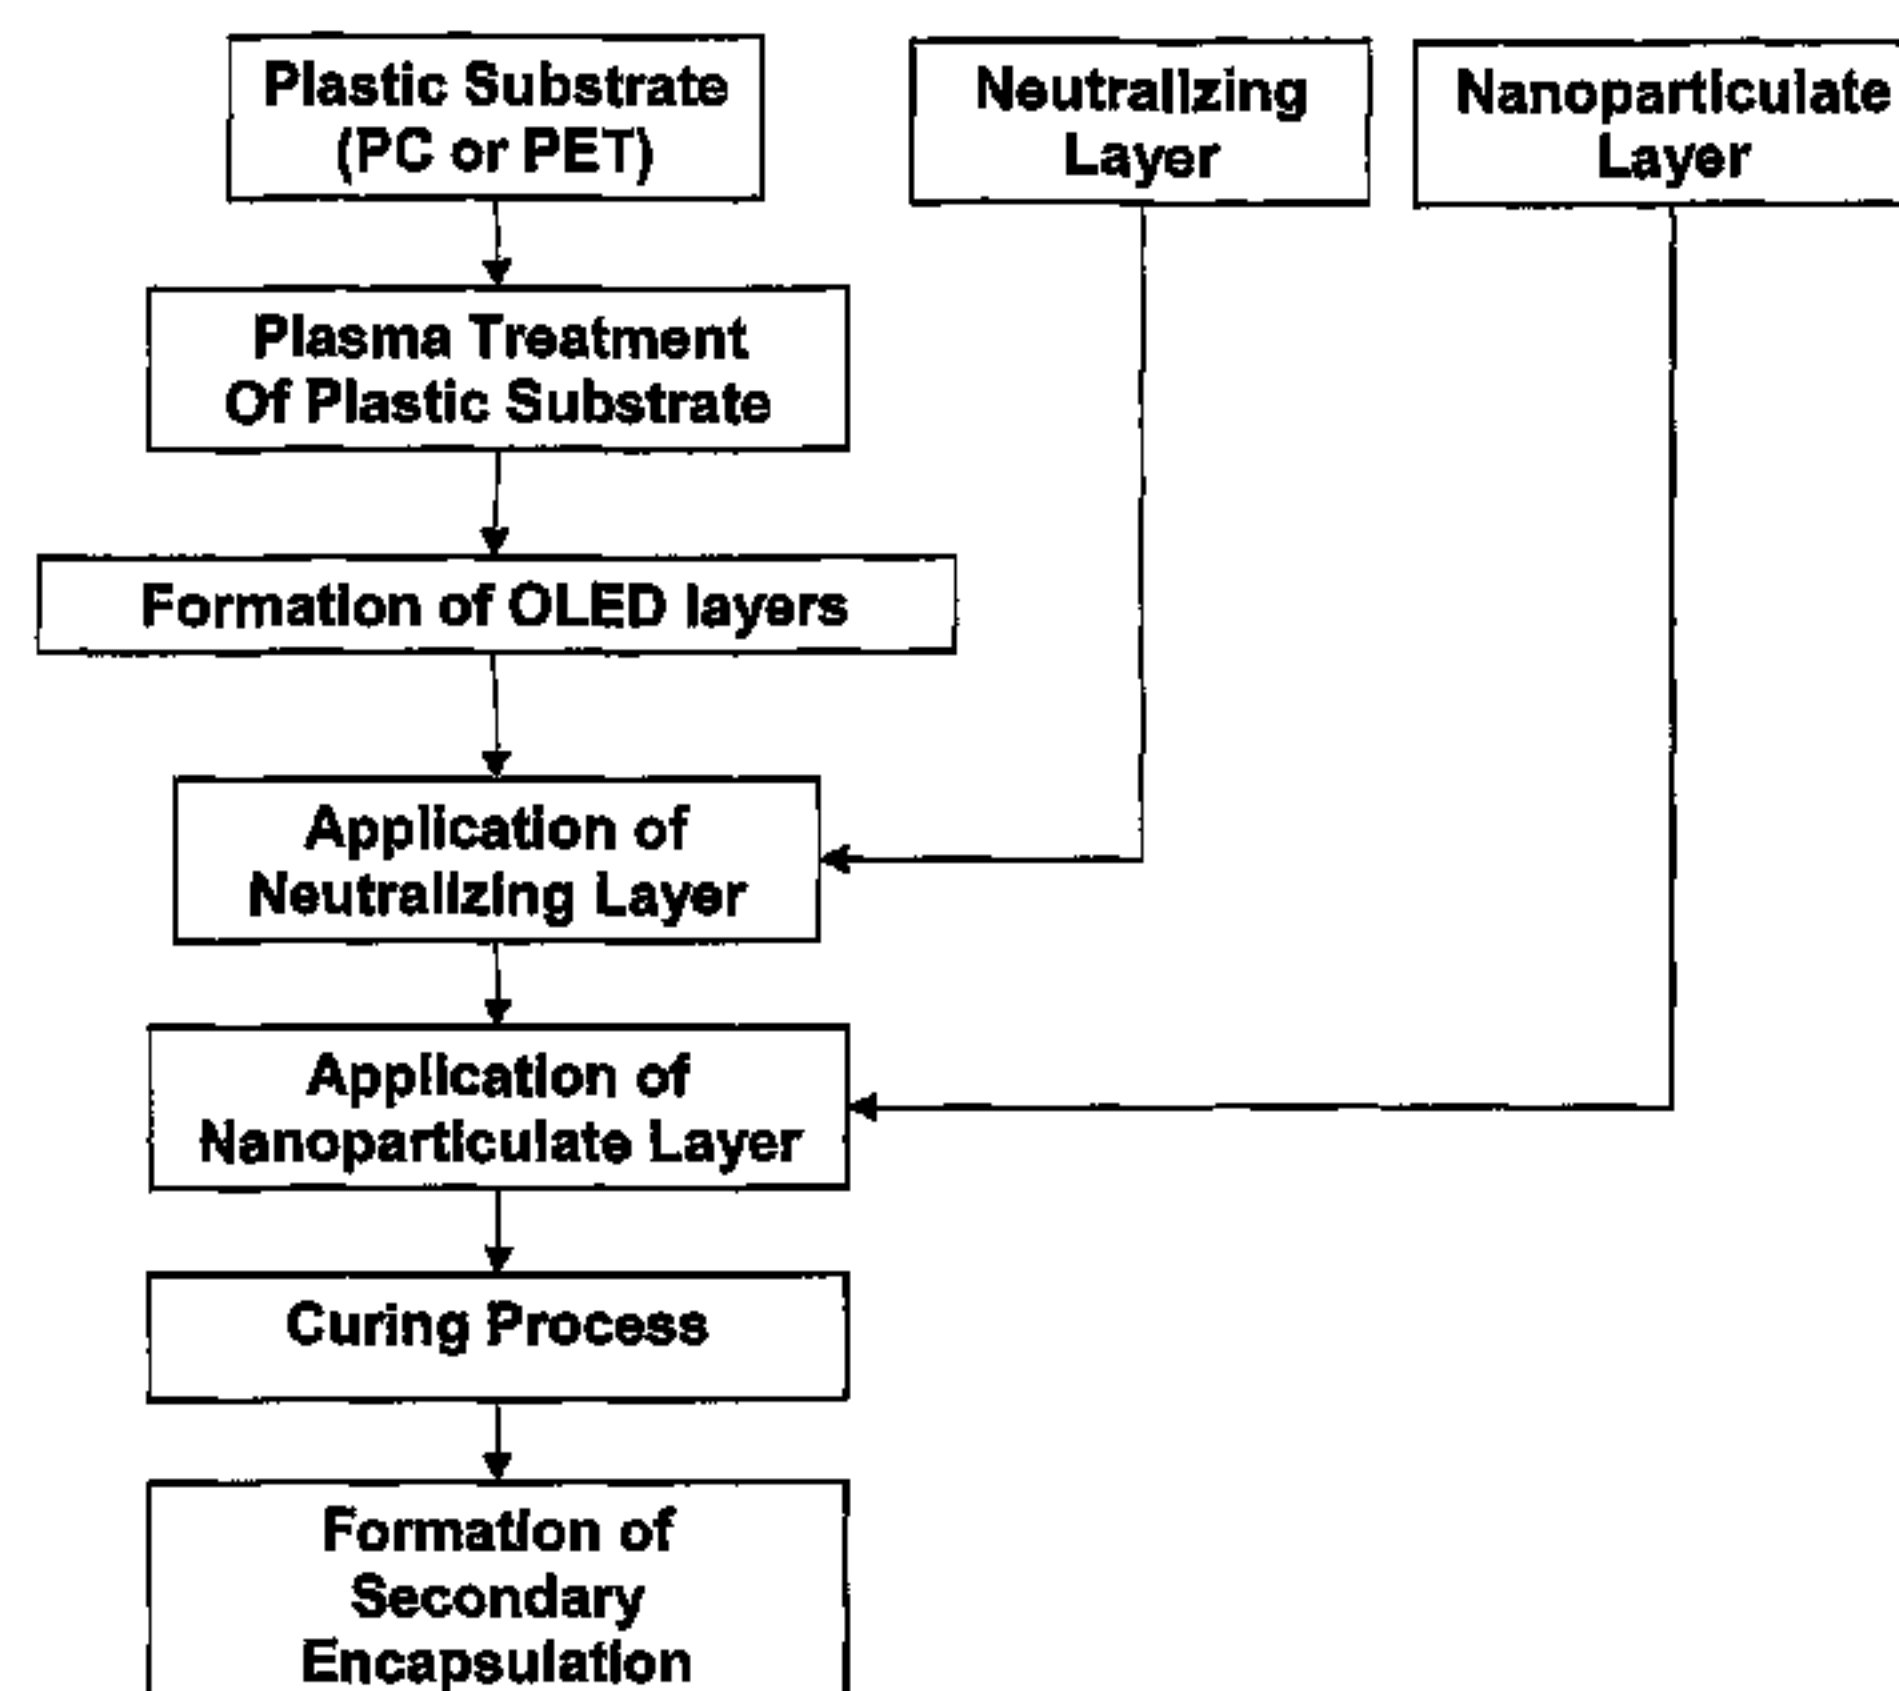 Plastic Substrate
(PC or PET)
Neutralizing
Layer
Nanoparticulate
Layer
Plasma Treatment
Of Plastic Substrate
Formation of OLED layers
Application of
Neutralizing Layer
Application of
Nanoparticulate Layer
Curing Process
Formation of
Secondary
Encapsulation